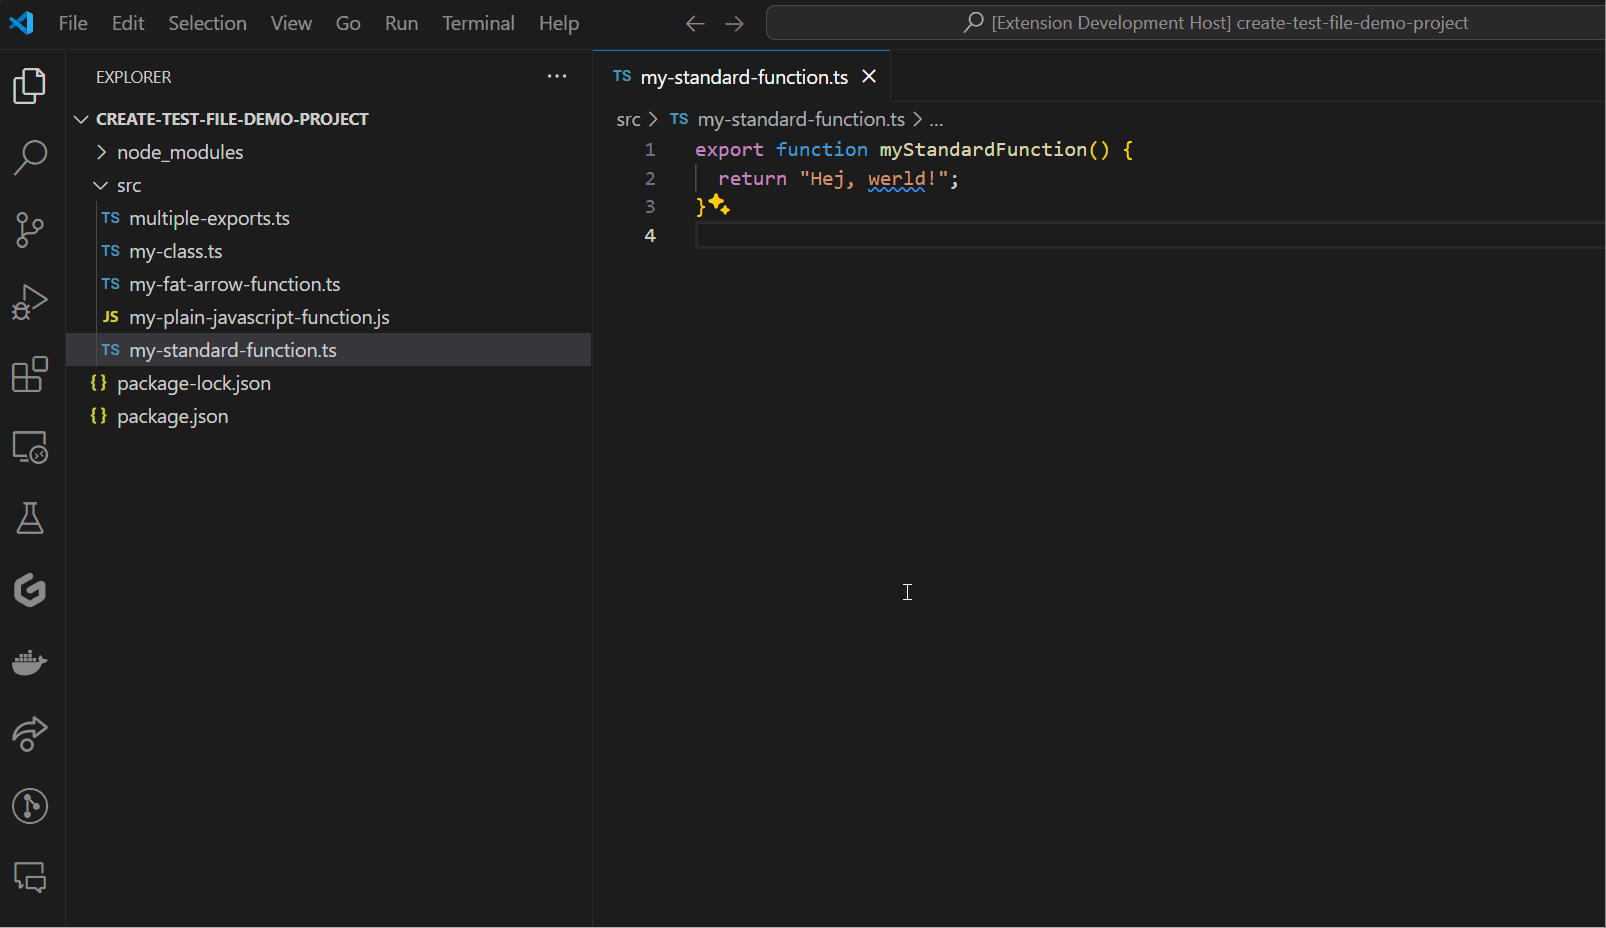 File Edit Selection View Go Run Terminal Help
[Extension Development Host] create-test-file-demo-project
EXPLORER
CREATE-TEST-FILE-DEMO-PROJECT
node_modules
src
TS multiple-exports.ts
TS my-class.ts
TS my-fat-arrow-function.ts
JS my-plain-javascript-function.js
TS my-standard-function.ts
{} package-lock.json
{} package.json
TS my-standard-function.ts
src > TS my-standard-function.ts > ...
1 export function myStandardFunction() {
2 return "Hej, werld!";
3 }
4